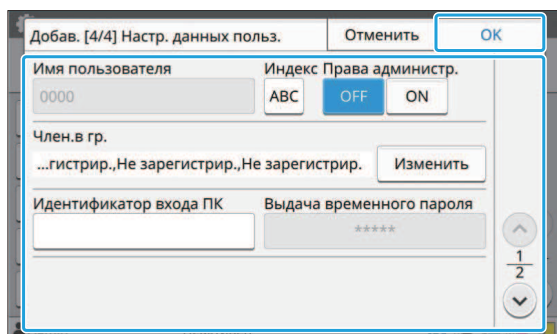 Добав. [4/4] Настр. данных польз. Отменить OK
Имя пользователя Индекс Права администр.
0000 ABC OFF ON
Член.в гр.
...гистрир.,Не зарегистрир.,Не зарегистрир. Изменить
Идентификатор входа ПК Выдача временного пароля
*****
1
2